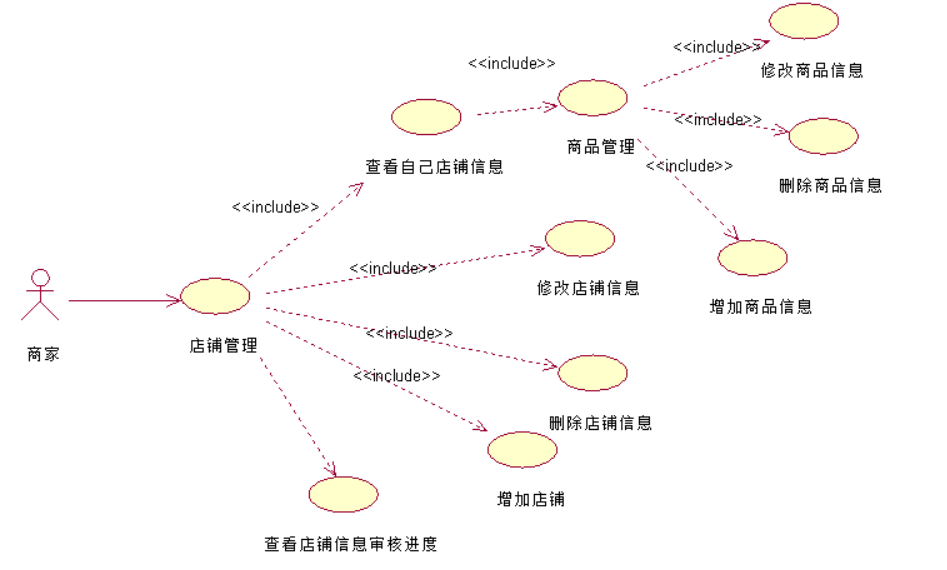 <<include>>
修改商品信息
<<include>>
<<include>>
商品管理
查看自己店铺信息
<<include>>
删除商品信息
<<include>>
<<include>>
修改店铺信息
增加商品信息
商家
店铺管理
<<include>>
<<include>>
删除店铺信息
增加店铺
查看店铺信息审核进度